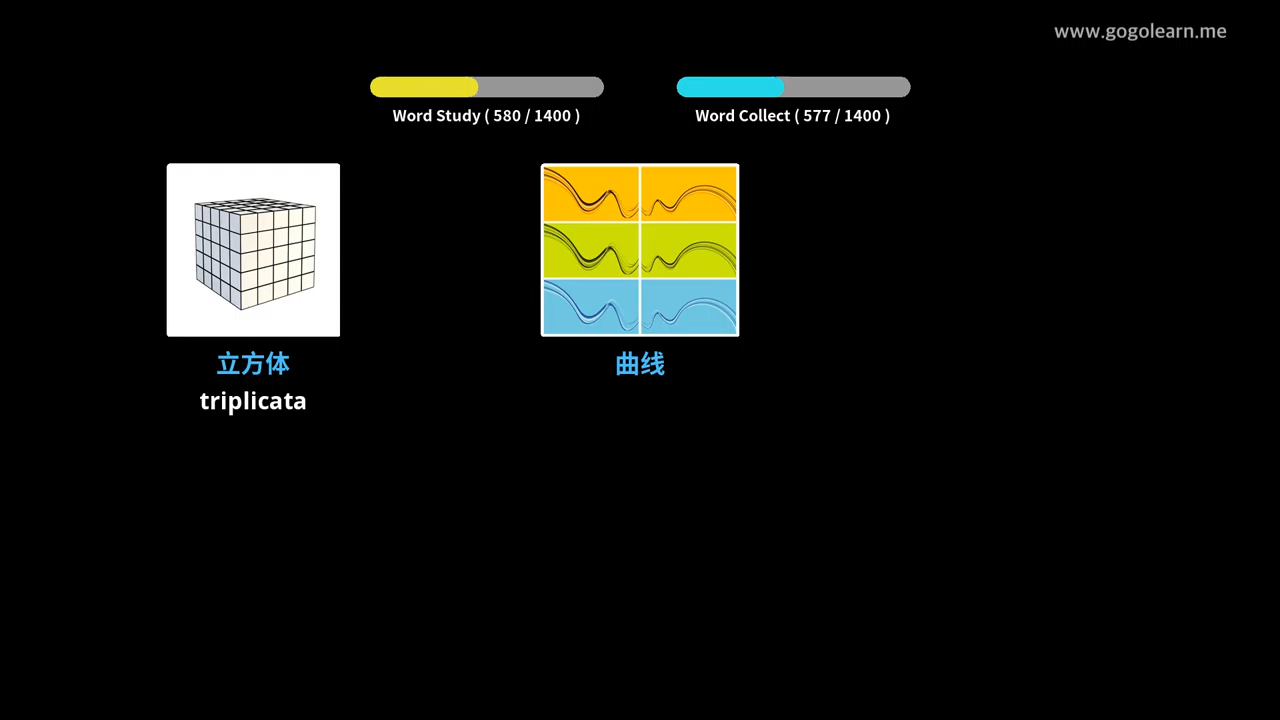 www.gogolearn.me
Word Study ( 580 / 1400 )
Word Collect ( 577 / 1400 )
立方体
triplicata
曲线